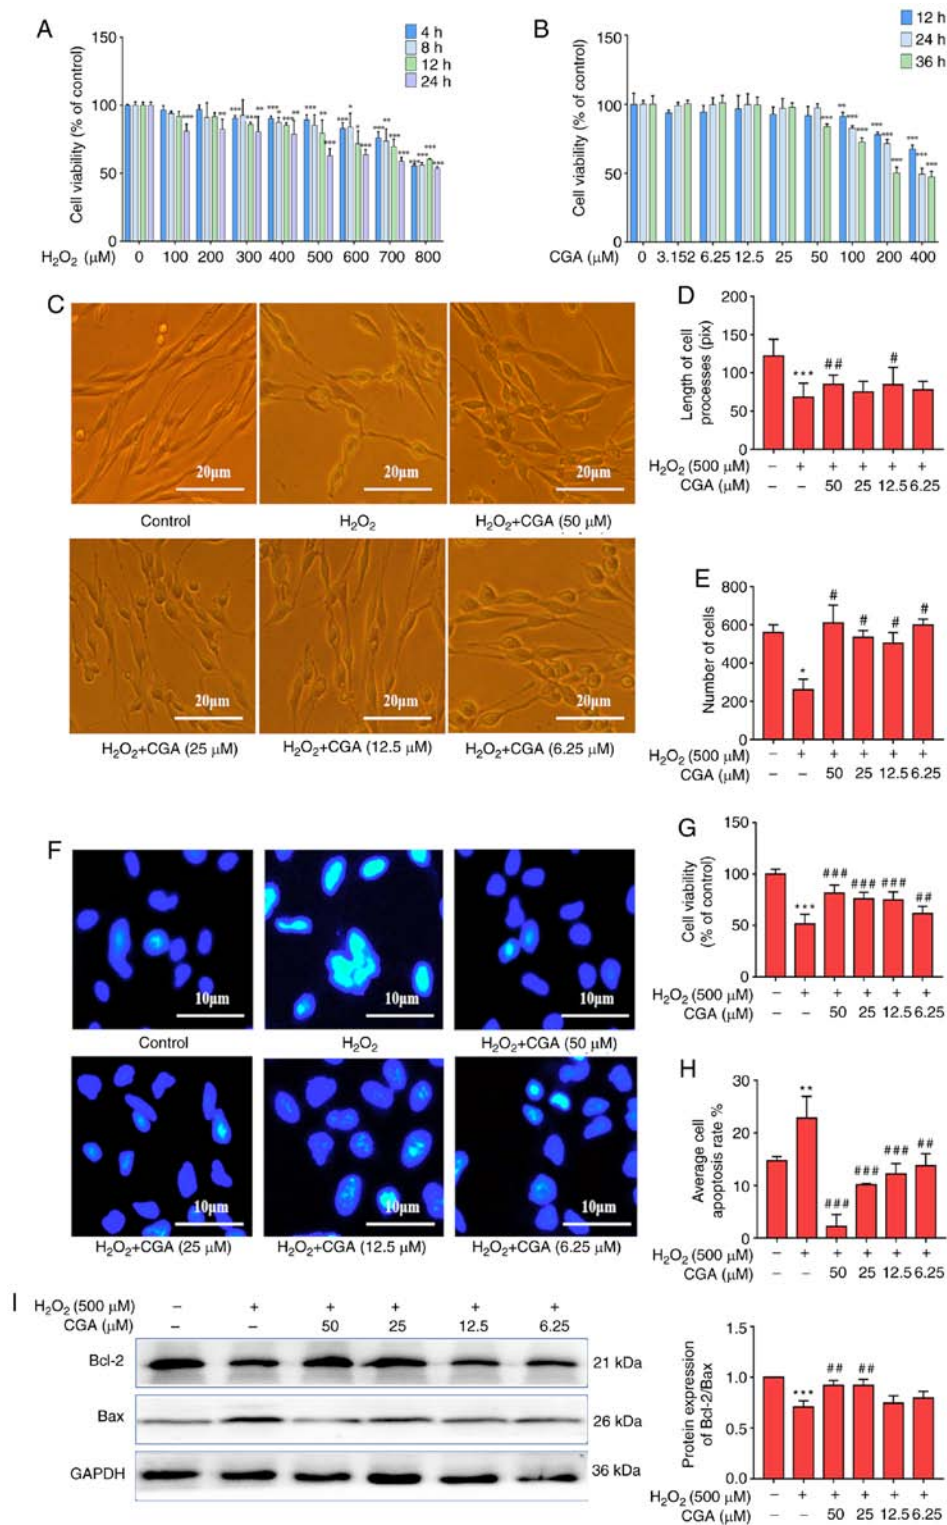 A
Cell viability (% of control)
150
100
50
0
4 h
8 h
12 h
24 h
H₂O₂ (μM)
0 100 200 300 400 500 600 700 800
B
Cell viability (% of control)
150
100
50
0
12 h
24 h
36 h
CGA (μM)
0 3.152 6.25 12.5 25 50 100 200 400
C
20μm 20μm 20μm
Control H₂O₂ H₂O₂+CGA (50 μM)
20μm 20μm 20μm
H₂O₂+CGA (25 μM) H₂O₂+CGA (12.5 μM) H₂O₂+CGA (6.25 μM)
D
Length of cell
processes (pix)
200
150
100
50
0
*** ## #
H₂O₂ (500 μM) – + + + + +
CGA (μM) – – 50 25 12.5 6.25
E
Number of cells
800
600
400
200
0
* # # # #
H₂O₂ (500 μM) – + + + + +
CGA (μM) – – 50 25 12.5 6.25
F
10μm 10μm 10μm
Control H₂O₂ H₂O₂+CGA (50 μM)
10μm 10μm 10μm
H₂O₂+CGA (25 μM) H₂O₂+CGA (12.5 μM) H₂O₂+CGA (6.25 μM)
G
Cell viability
(% of control)
150
100
50
0
*** ### ### ### ##
H₂O₂ (500 μM) – + + + + +
CGA (μM) – – 50 25 12.5 6.25
H
Average cell
apoptosis rate %
30
20
10
0
** ### ### ### ##
H₂O₂ (500 μM) – + + + + +
CGA (μM) – – 50 25 12.5 6.25
I
H₂O₂ (500 μM) – + + + + +
CGA (μM) – – 50 25 12.5 6.25
Bcl-2 21 kDa
Bax 26 kDa
GAPDH 36 kDa
Protein expression
of Bcl-2/Bax
1.5
1.0
0.5
0.0
*** ## ##
H₂O₂ (500 μM) – + + + + +
CGA (μM) – – 50 25 12.5 6.25